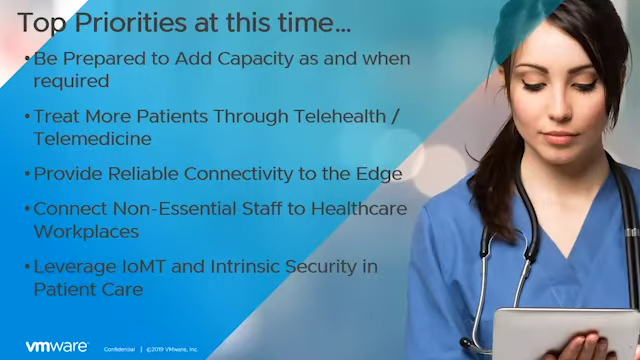 Top Priorities at this time...
•Be Prepared to Add Capacity as and when
required
•Treat More Patients Through Telehealth /
Telemedicine
•Provide Reliable Connectivity to the Edge
•Connect Non-Essential Staff to Healthcare
Workplaces
•Leverage IoMT and Intrinsic Security in
Patient Care
vmware Confidential | ©2019 VMware, Inc.